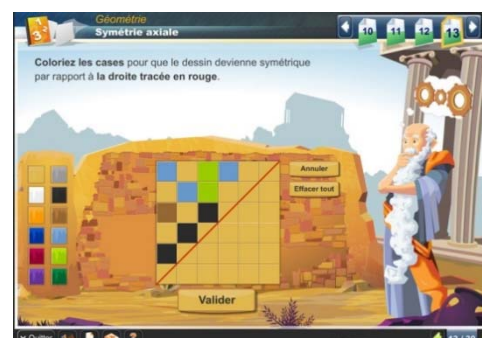 Géométrie
Symétrie axiale
10 11 12 13
Coloriez les cases pour que le dessin devienne symétrique
par rapport à la droite tracée en rouge.
Annuler
Effacer tout
Valider
Quitter